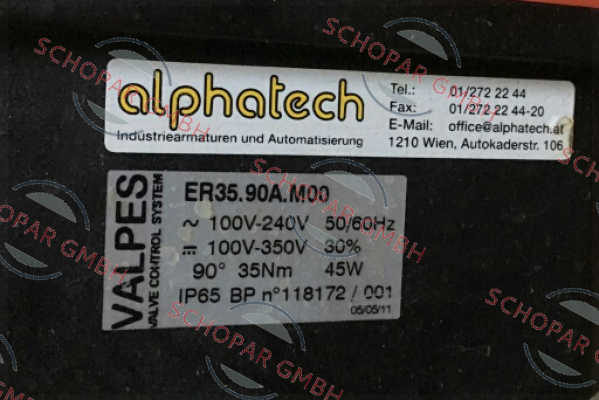 alphatech
Industriearmaturen und Automatisierung
Tel.: 01/272 22 44
Fax: 01/272 22 44-20
E-Mail: office@alphatech.at
1210 Wien, Autokaderstr. 106
VALPES
VALVE CONTROL SYSTEM
ER35.90A.M00
~ 100V-240V 50/60Hz
⎓ 100V-350V 30%
90° 35Nm 45W
IP65 BP n°118172 / 001
05/05/11
SCHOPAR GMBH
SCHOPAR GMBH
SCHOPAR GMBH
SCHOPAR GMBH
SCHOPAR GMBH
SCHOPAR GMBH